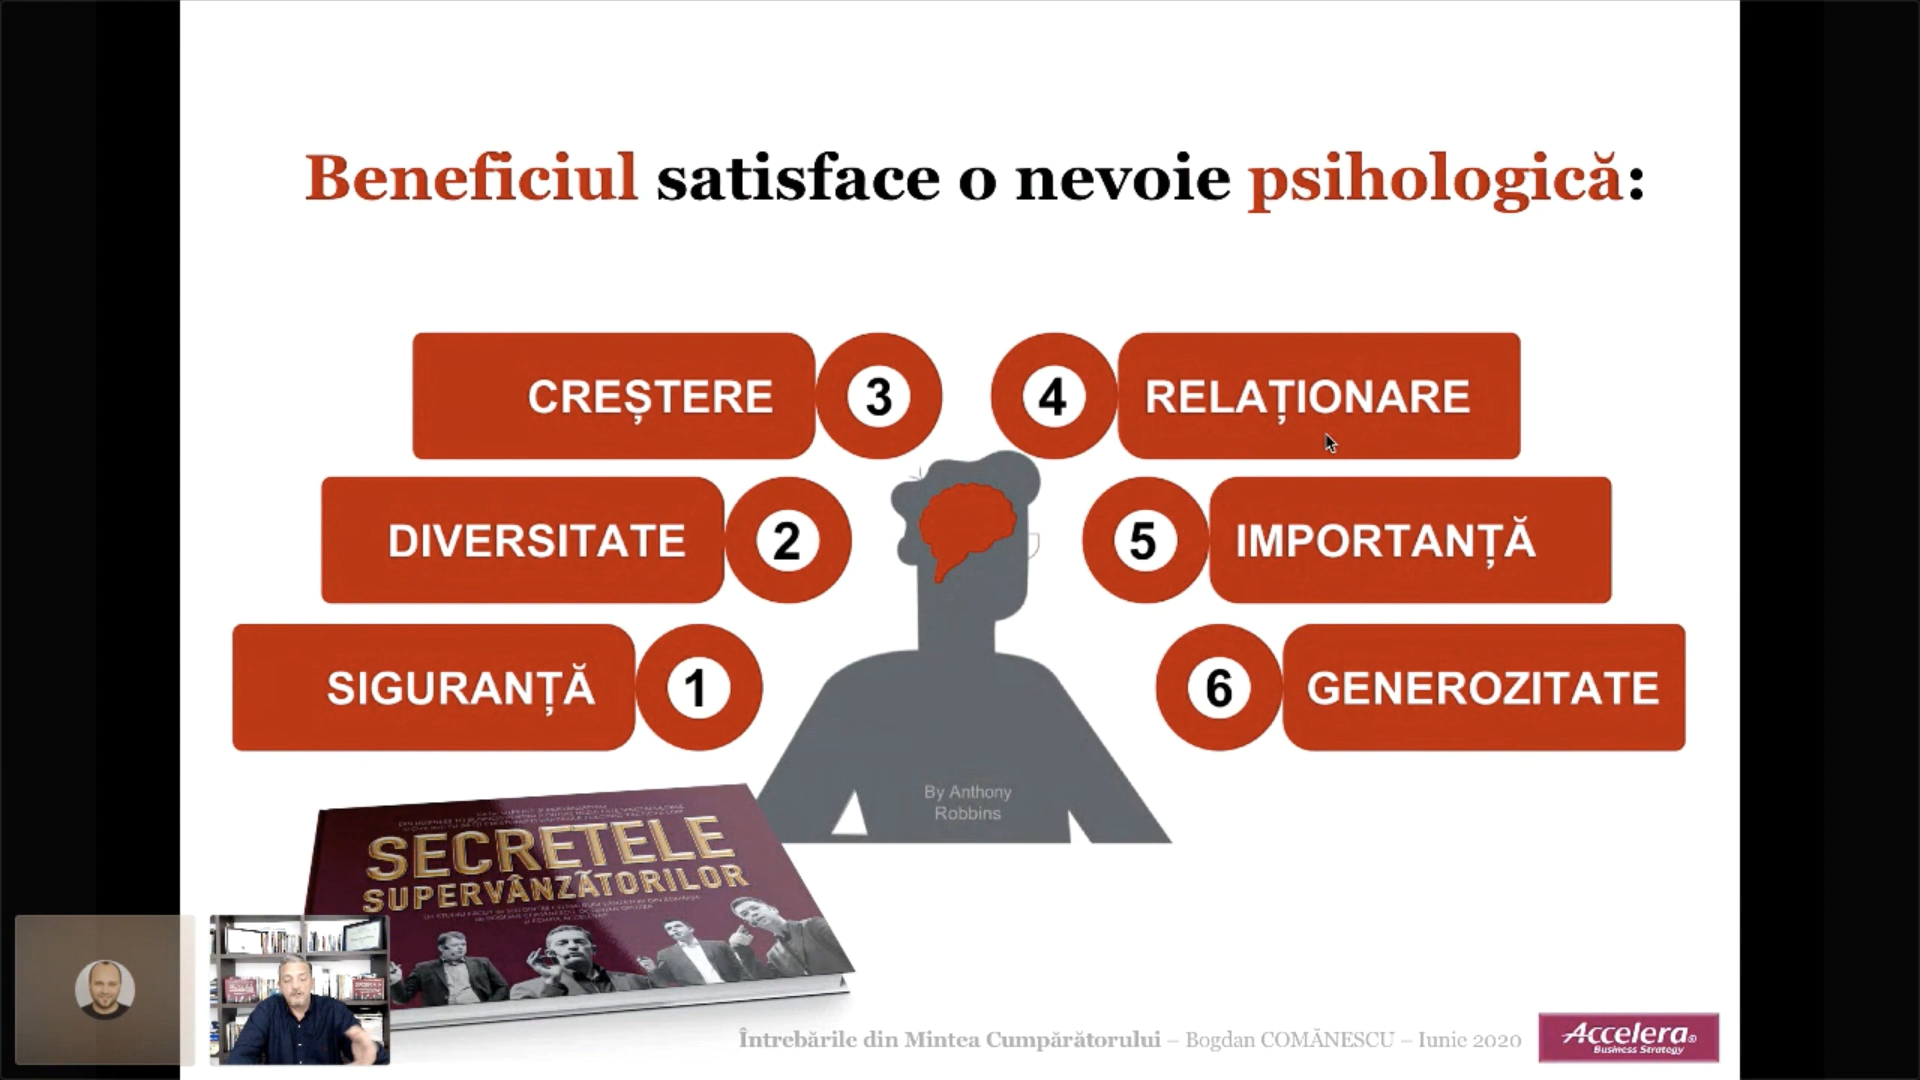 Beneficiul satisface o nevoie psihologică:
CREȘTERE 3
4 RELAȚIONARE
DIVERSITATE 2
5 IMPORTANȚĂ
SIGURANȚĂ 1
6 GENEROZITATE
By Anthony
Robbins
SECRETELE
SUPERVÂNZĂTORILOR
Întrebările din Mintea Cumpărătorului – Bogdan COMĂNESCU – Iunie 2020
Accelera®
Business Strategy